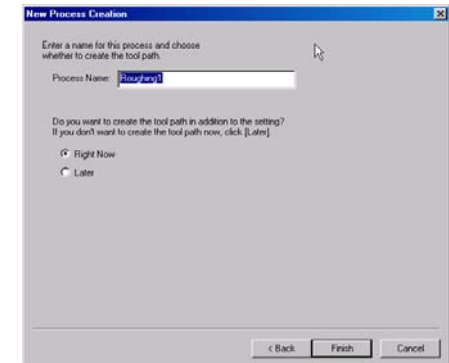 New Process Creation
Enter a name for this process and choose
whether to create the tool path.
Process Name: Roughing1
Do you want to create the tool path in addition to the setting?
If you don't want to create the tool path now, click [Later].
Right Now
Later
< Back Finish Cancel